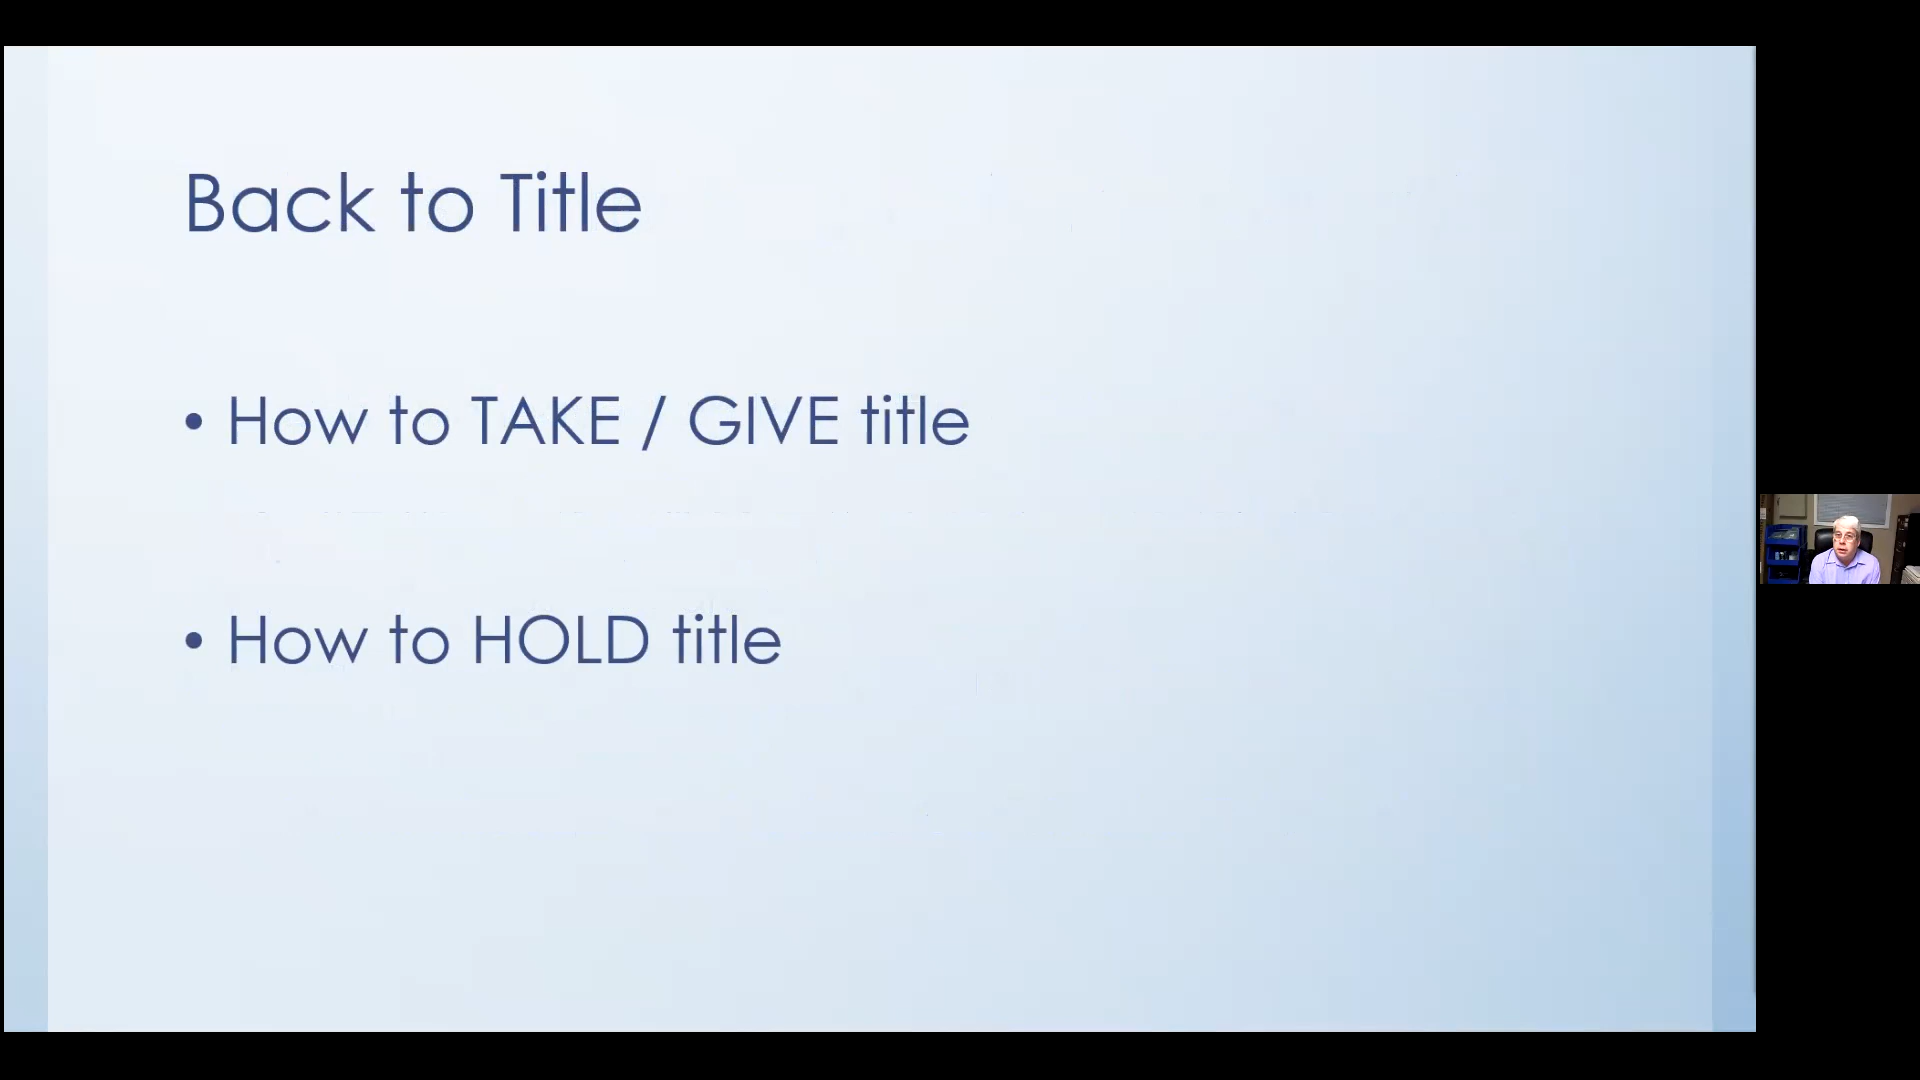 Back to Title
• How to TAKE / GIVE title
• How to HOLD title